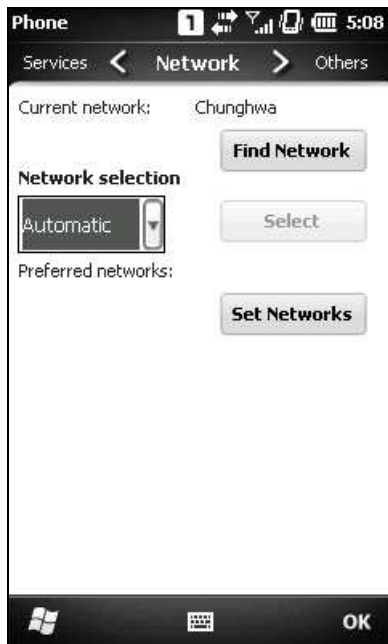 Phone 1 5:08
Services Network Others
Current network: Chunghwa
Find Network
Network selection
Automatic Select
Preferred networks:
Set Networks
OK